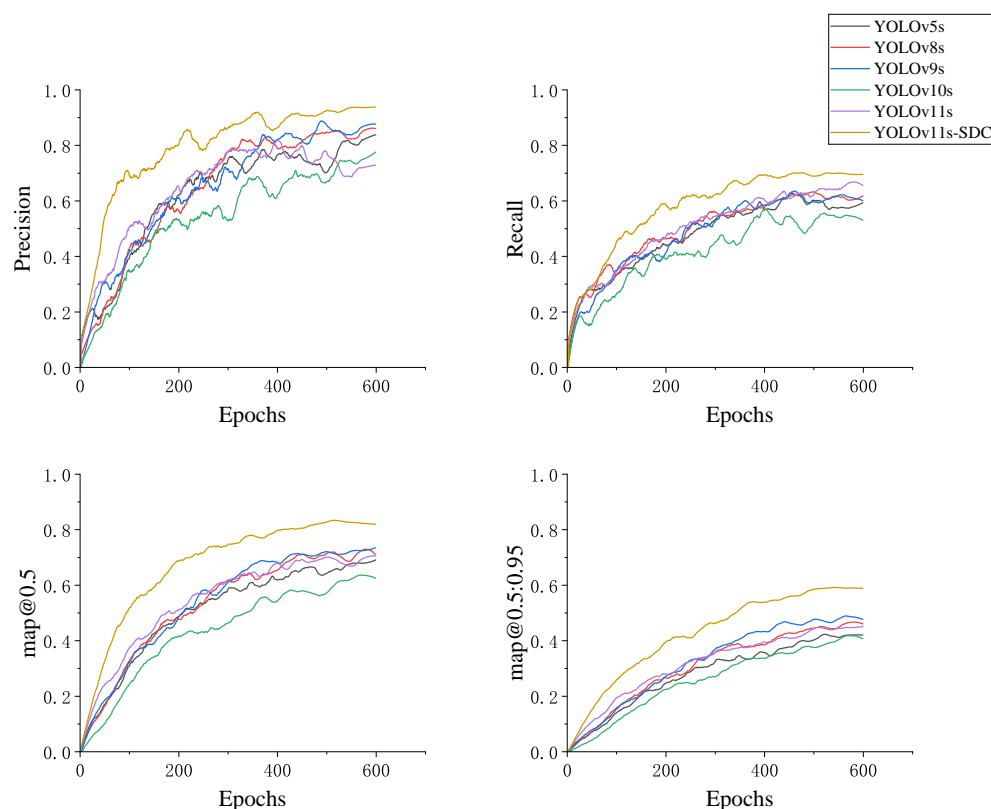 YOLOv5s
YOLOv8s
YOLOv9s
YOLOv10s
YOLOv11s
YOLOv11s-SDC
1.0
0.8
0.6
0.4
0.2
0.0
Precision
0 200 400 600
Epochs
1.0
0.8
0.6
0.4
0.2
0.0
Recall
0 200 400 600
Epochs
1.0
0.8
0.6
0.4
0.2
0.0
map@0.5
0 200 400 600
Epochs
1.0
0.8
0.6
0.4
0.2
0.0
map@0.5:0.95
0 200 400 600
Epochs